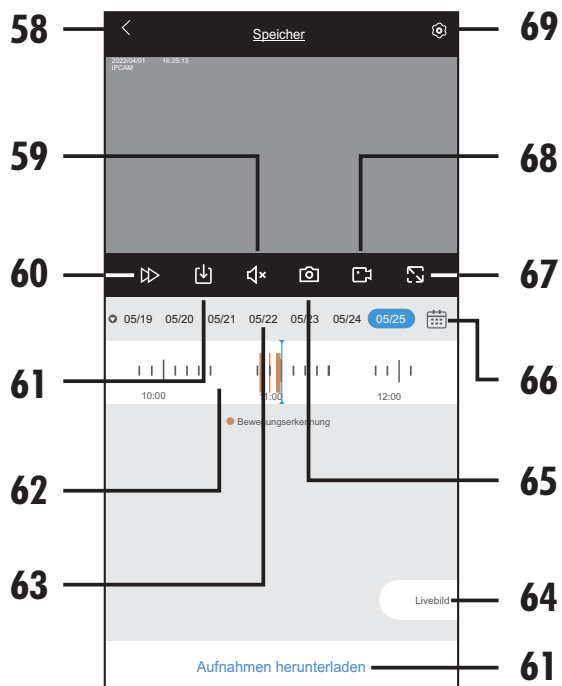 58 Speicher 69
2022/04/01 16:25:13
IPCAM
59 68
60 67
05/19 05/20 05/21 05/22 05/23 05/24 05/25
61 66
10:00 11:00 12:00
Bewegungserkennung
62 65
63 64
Livebild
Aufnahmen herunterladen 61